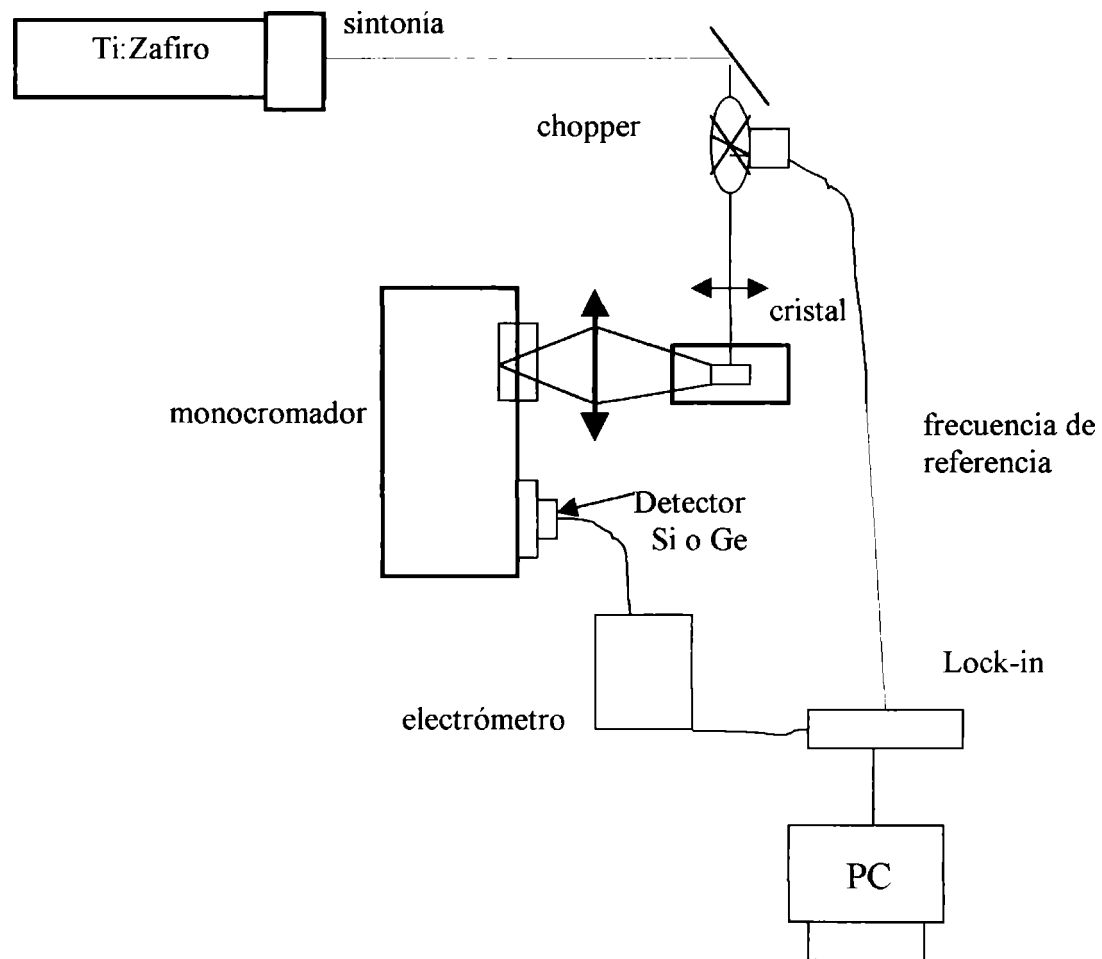 sintonía
Ti:Zafiro
chopper
cristal
monocromador
frecuencia de
referencia
Detector
Si o Ge
Lock-in
electrómetro
PC